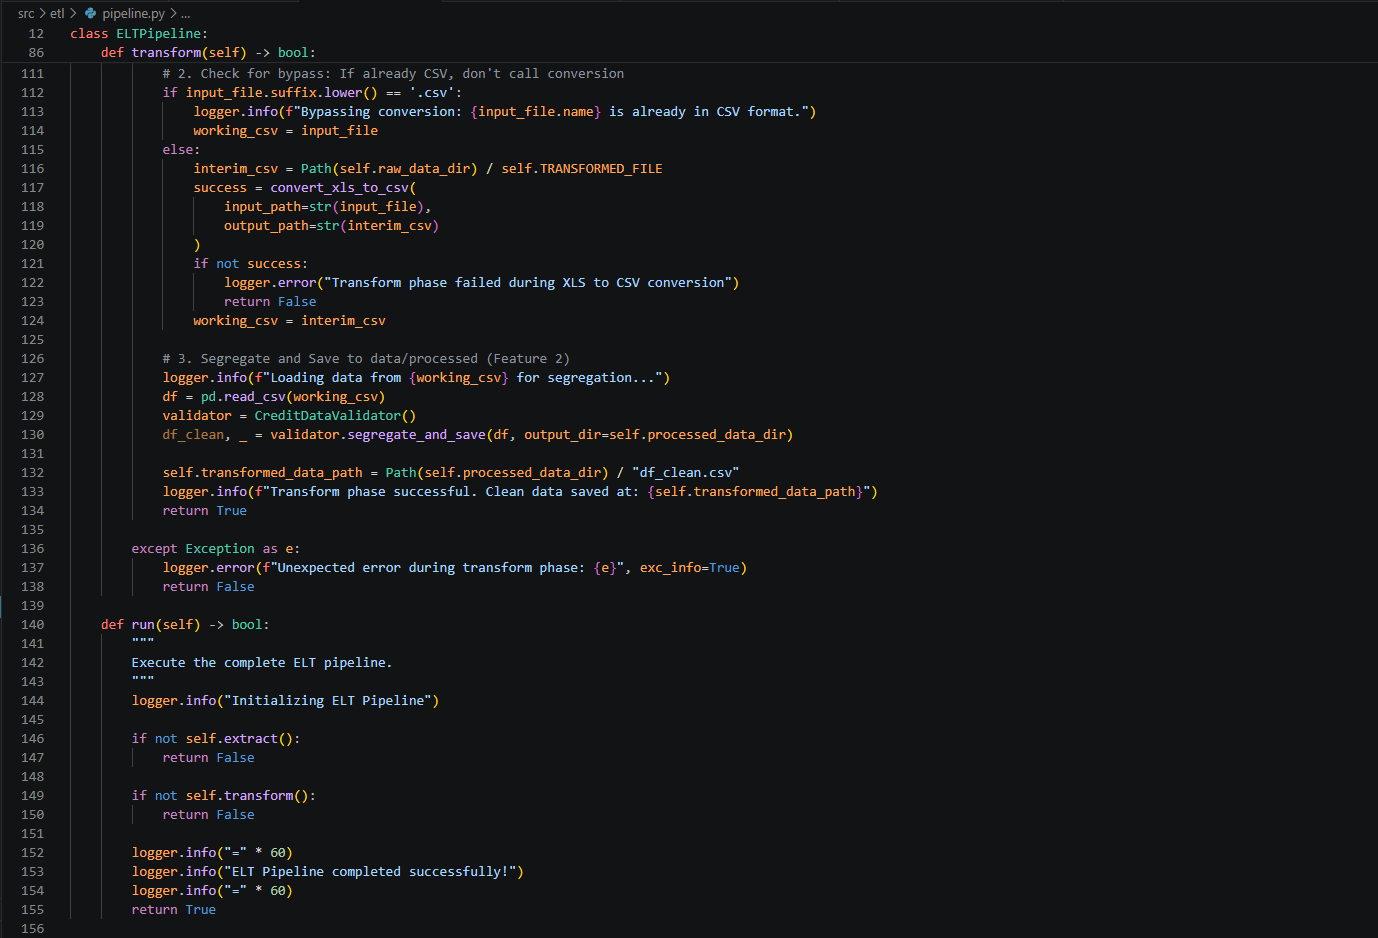 src > etl > pipeline.py > ...
12 class ELTPipeline:
86     def transform(self) -> bool:
111             # 2. Check for bypass: If already CSV, don't call conversion
112             if input_file.suffix.lower() == '.csv':
113                 logger.info(f"Bypassing conversion: {input_file.name} is already in CSV format.")
114                 working_csv = input_file
115             else:
116                 interim_csv = Path(self.raw_data_dir) / self.TRANSFORMED_FILE
117                 success = convert_xls_to_csv(
118                     input_path=str(input_file),
119                     output_path=str(interim_csv)
120                 )
121                 if not success:
122                     logger.error("Transform phase failed during XLS to CSV conversion")
123                     return False
124                 working_csv = interim_csv
125
126             # 3. Segregate and Save to data/processed (Feature 2)
127             logger.info(f"Loading data from {working_csv} for segregation...")
128             df = pd.read_csv(working_csv)
129             validator = CreditDataValidator()
130             df_clean, _ = validator.segregate_and_save(df, output_dir=self.processed_data_dir)
131
132             self.transformed_data_path = Path(self.processed_data_dir) / "df_clean.csv"
133             logger.info(f"Transform phase successful. Clean data saved at: {self.transformed_data_path}")
134             return True
135
136         except Exception as e:
137             logger.error(f"Unexpected error during transform phase: {e}", exc_info=True)
138             return False
139
140     def run(self) -> bool:
141         """
142         Execute the complete ELT pipeline.
143         """
144         logger.info("Initializing ELT Pipeline")
145
146         if not self.extract():
147             return False
148
149         if not self.transform():
150             return False
151
152         logger.info("=" * 60)
153         logger.info("ELT Pipeline completed successfully!")
154         logger.info("=" * 60)
155         return True
156